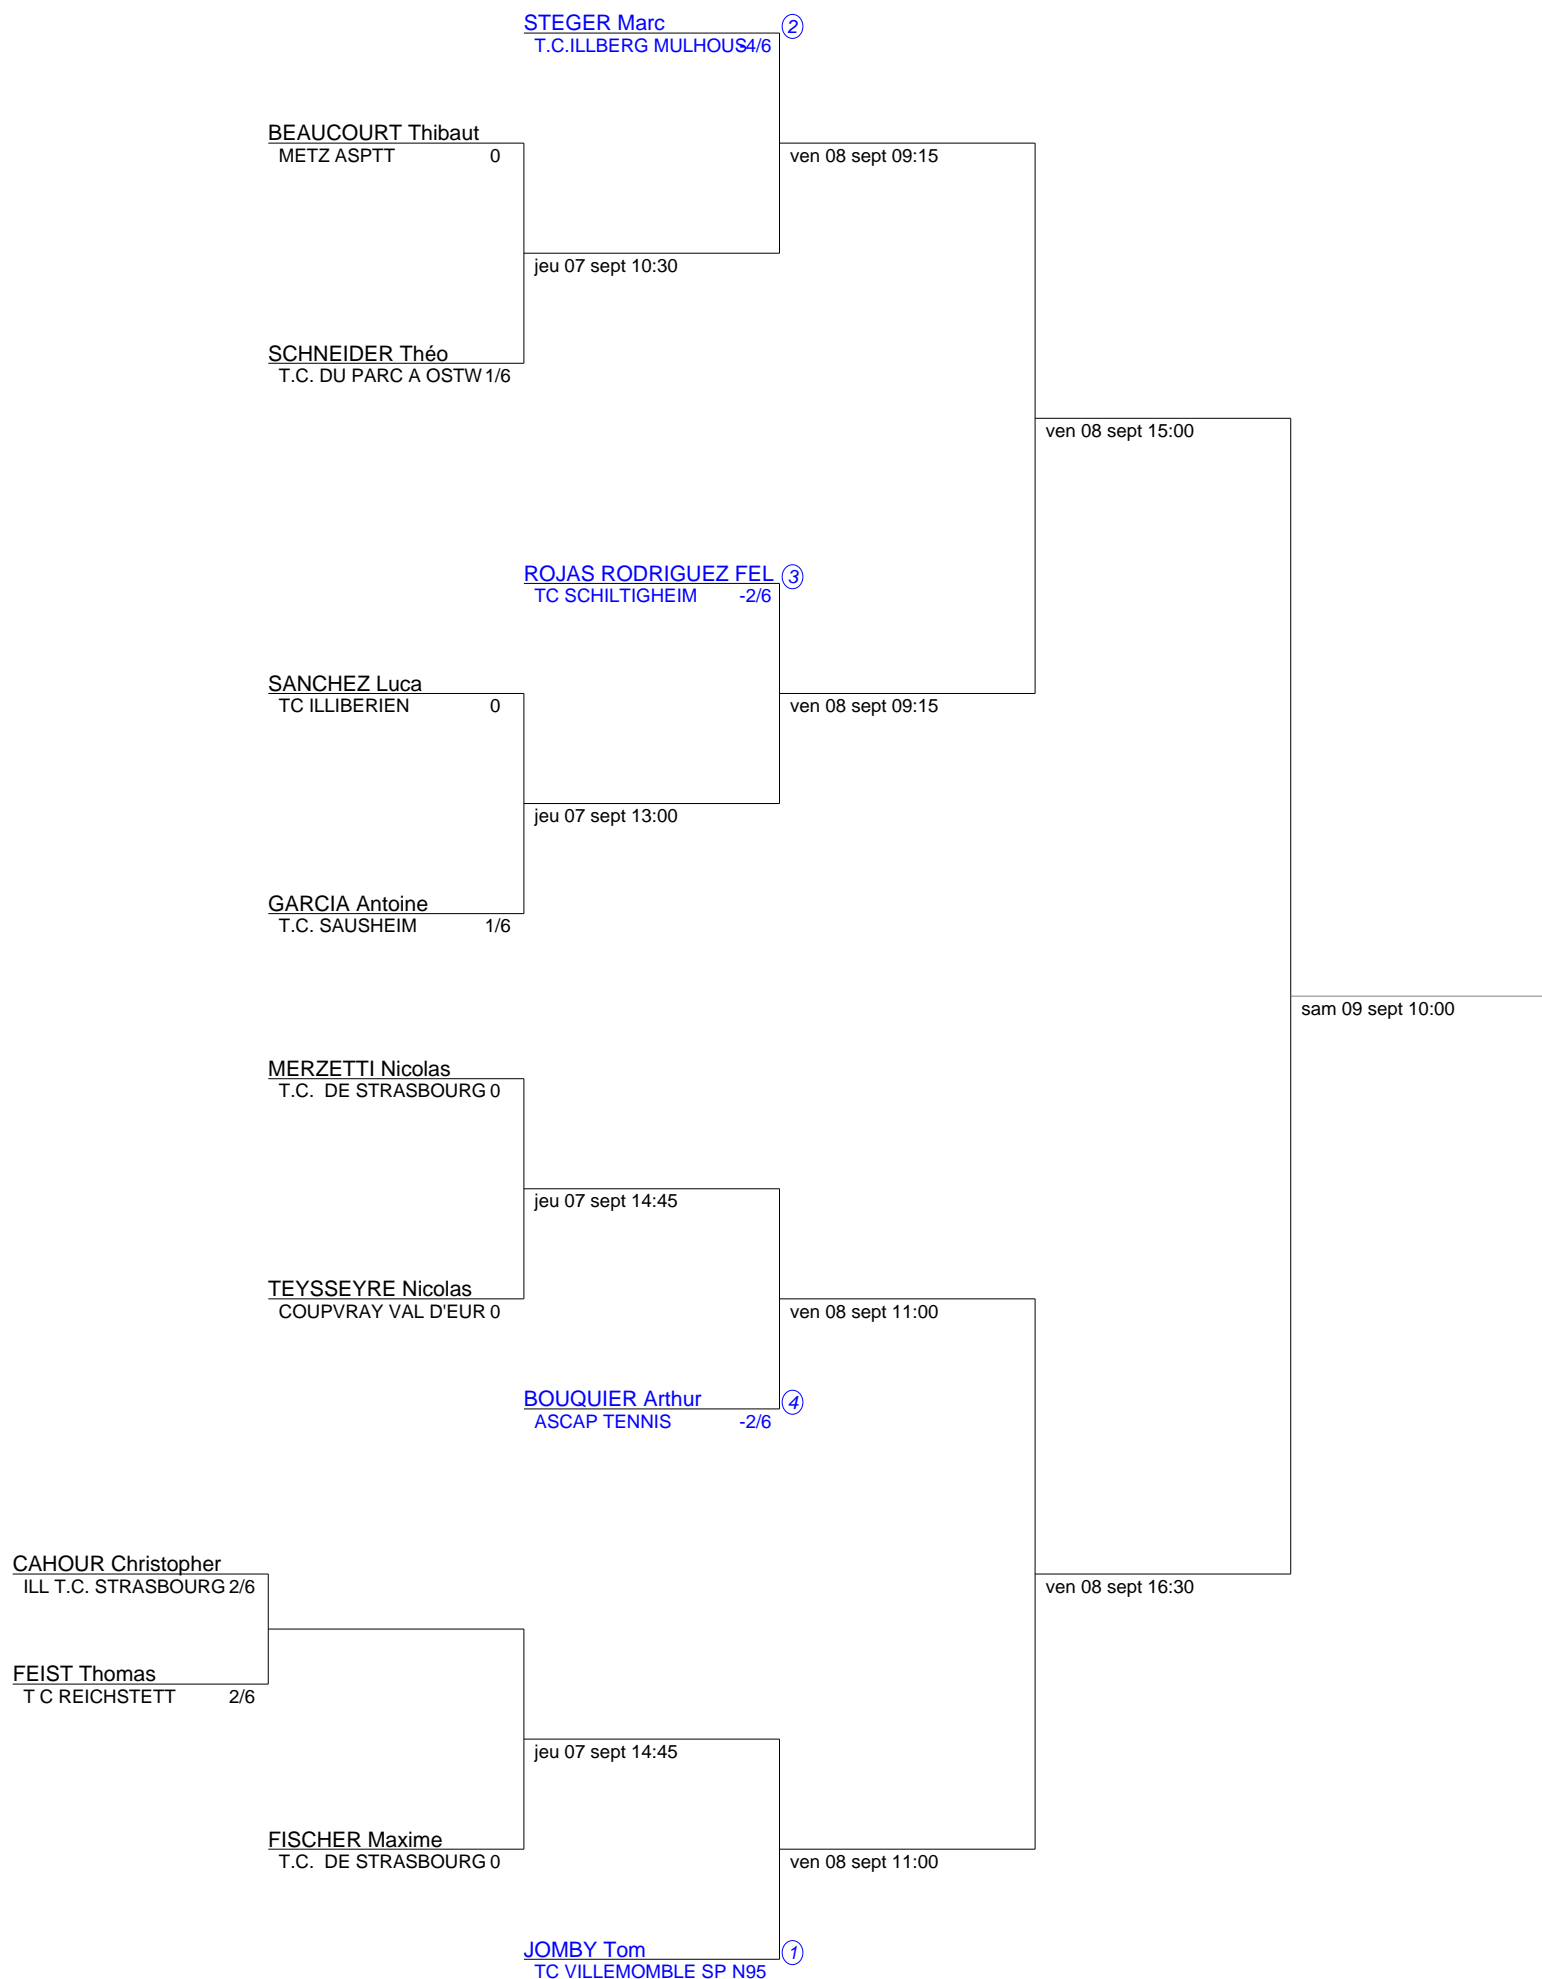 STEGER Marc 2
T.C.ILLBERG MULHOUS-4/6
BEAUCOURT Thibaut
METZ ASPTT 0
ven 08 sept 09:15
jeu 07 sept 10:30
SCHNEIDER Théo
T.C. DU PARC A OSTW 1/6
ven 08 sept 15:00
ROJAS RODRIGUEZ FEL 3
TC SCHILTIGHEIM -2/6
SANCHEZ Luca
TC ILLIBERIEN 0
ven 08 sept 09:15
jeu 07 sept 13:00
GARCIA Antoine
T.C. SAUSHEIM 1/6
sam 09 sept 10:00
MERZETTI Nicolas
T.C. DE STRASBOURG 0
jeu 07 sept 14:45
TEYSSEYRE Nicolas
COUPVRAY VAL D'EUR 0
ven 08 sept 11:00
BOUQUIER Arthur 4
ASCAP TENNIS -2/6
CAHOUR Christopher
ILL T.C. STRASBOURG 2/6
ven 08 sept 16:30
FEIST Thomas
T C REICHSTETT 2/6
jeu 07 sept 14:45
FISCHER Maxime
T.C. DE STRASBOURG 0
ven 08 sept 11:00
JOMBY Tom 1
TC VILLEMOMBLE SP N95